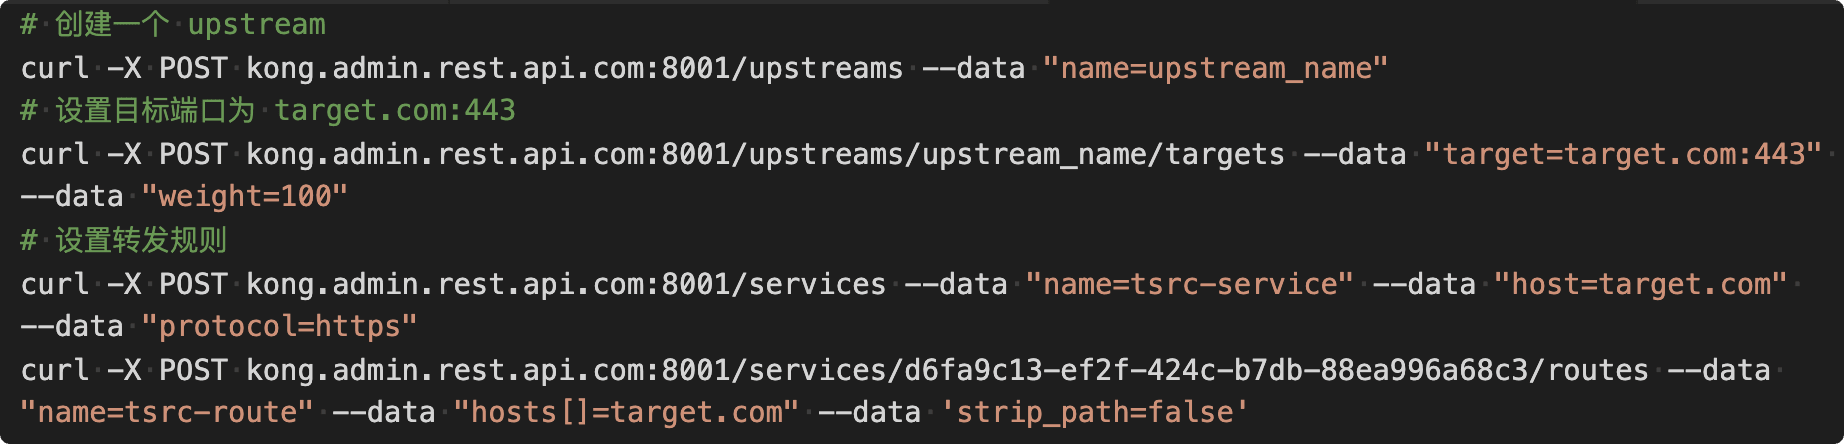 # 创建一个 upstream
curl -X POST kong.admin.rest.api.com:8001/upstreams --data "name=upstream_name"
# 设置目标端口为 target.com:443
curl -X POST kong.admin.rest.api.com:8001/upstreams/upstream_name/targets --data "target=target.com:443"
--data "weight=100"
# 设置转发规则
curl -X POST kong.admin.rest.api.com:8001/services --data "name=tsrc-service" --data "host=target.com"
--data "protocol=https"
curl -X POST kong.admin.rest.api.com:8001/services/d6fa9c13-ef2f-424c-b7db-88ea996a68c3/routes --data
"name=tsrc-route" --data "hosts[]=target.com" --data 'strip_path=false'